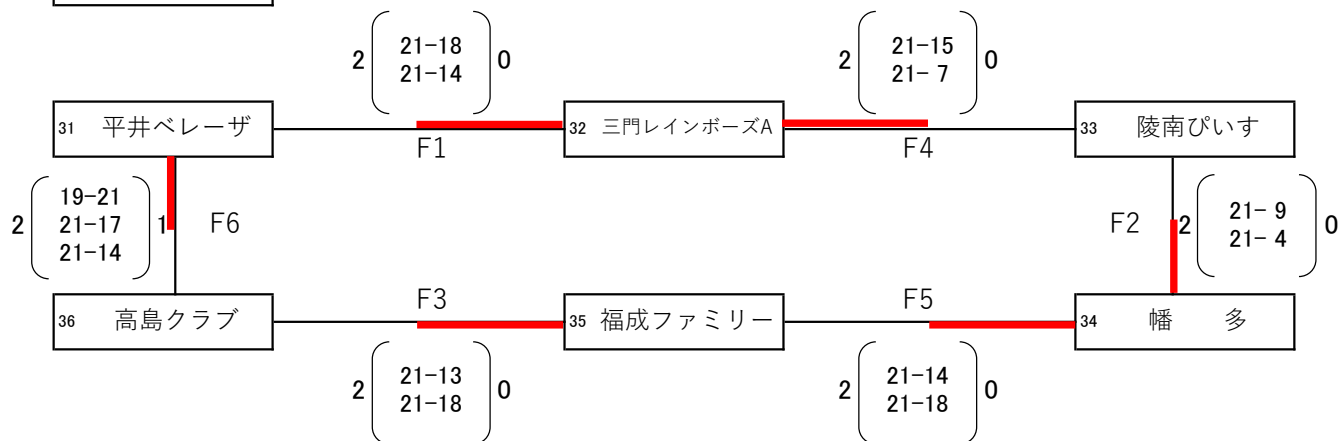 2 21-18 0
21-14
2 21-15 0
21- 7
31 平井ベレーザ
32 三門レインボーズA
33 陵南ぴいす
F1
F4
2 19-21 1
21-17
21-14
F6
F2
2 21- 9 0
21- 4
36 高島クラブ
F3
35 福成ファミリー
F5
34 幡 多
2 21-13 0
21-18
2 21-14 0
21-18